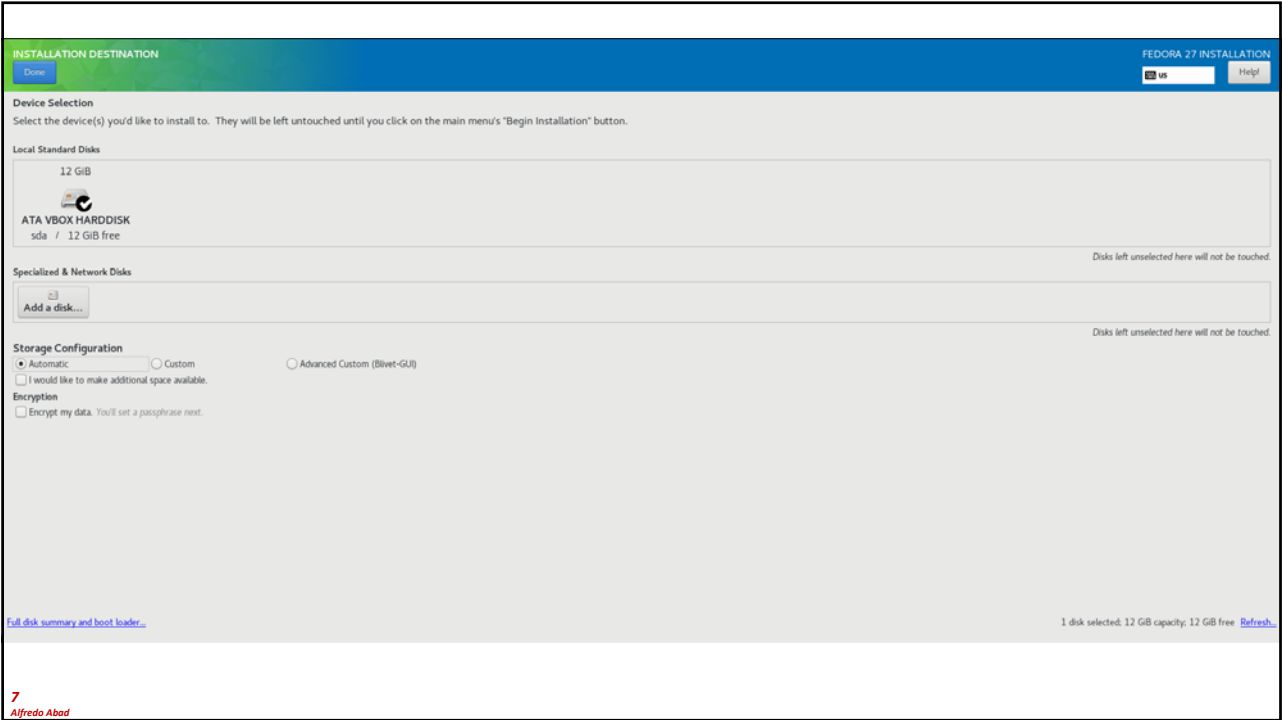 INSTALLATION DESTINATION
FEDORA 27 INSTALLATION
Done
us
Help!
Device Selection
Select the device(s) you'd like to install to. They will be left untouched until you click on the main menu's "Begin Installation" button.
Local Standard Disks
12 GiB
ATA VBOX HARDDISK
sda / 12 GiB free
Disks left unselected here will not be touched.
Specialized & Network Disks
Add a disk...
Disks left unselected here will not be touched.
Storage Configuration
Automatic Custom Advanced Custom (Blivet-GUI)
I would like to make additional space available.
Encryption
Encrypt my data. You'll set a passphrase next.
Full disk summary and boot loader... 1 disk selected; 12 GiB capacity; 12 GiB free Refresh...
7
Alfredo Abad